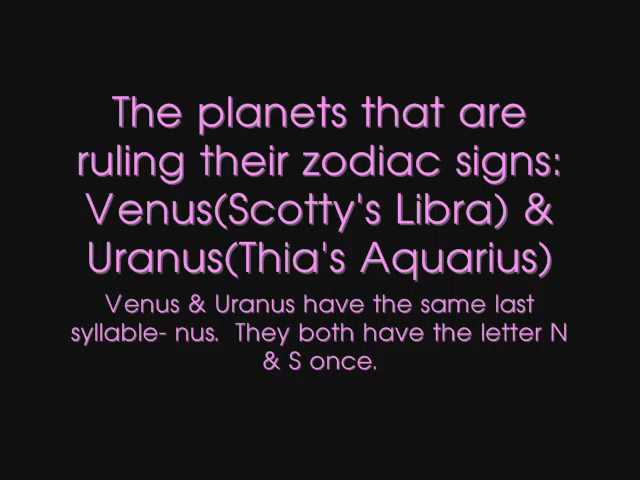 The planets that are
ruling their zodiac signs:
Venus(Scotty's Libra) &
Uranus(Thia's Aquarius)
Venus & Uranus have the same last
syllable- nus.  They both have the letter N
& S once.